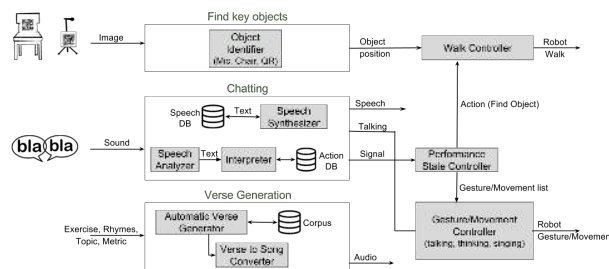 Find key objects
Image
Object
Identifier
(Mic, Chair, QR)
Object
position
Walk Controller
Robot
Walk
Action (Find Object)
Chatting
Speech
DB
Text
Speech
Synthesizer
Speech
Talking
bla bla
Sound
Speech
Analyzer
Text
Interpreter
Action
DB
Signal
Performance
State Controller
Gesture/Movement list
Verse Generation
Exercise, Rhymes,
Topic, Metric
Automatic Verse
Generator
Corpus
Verse to Song
Converter
Audio
Gesture/Movement
Controller
(talking, thinking, singing)
Robot
Gesture/Movement